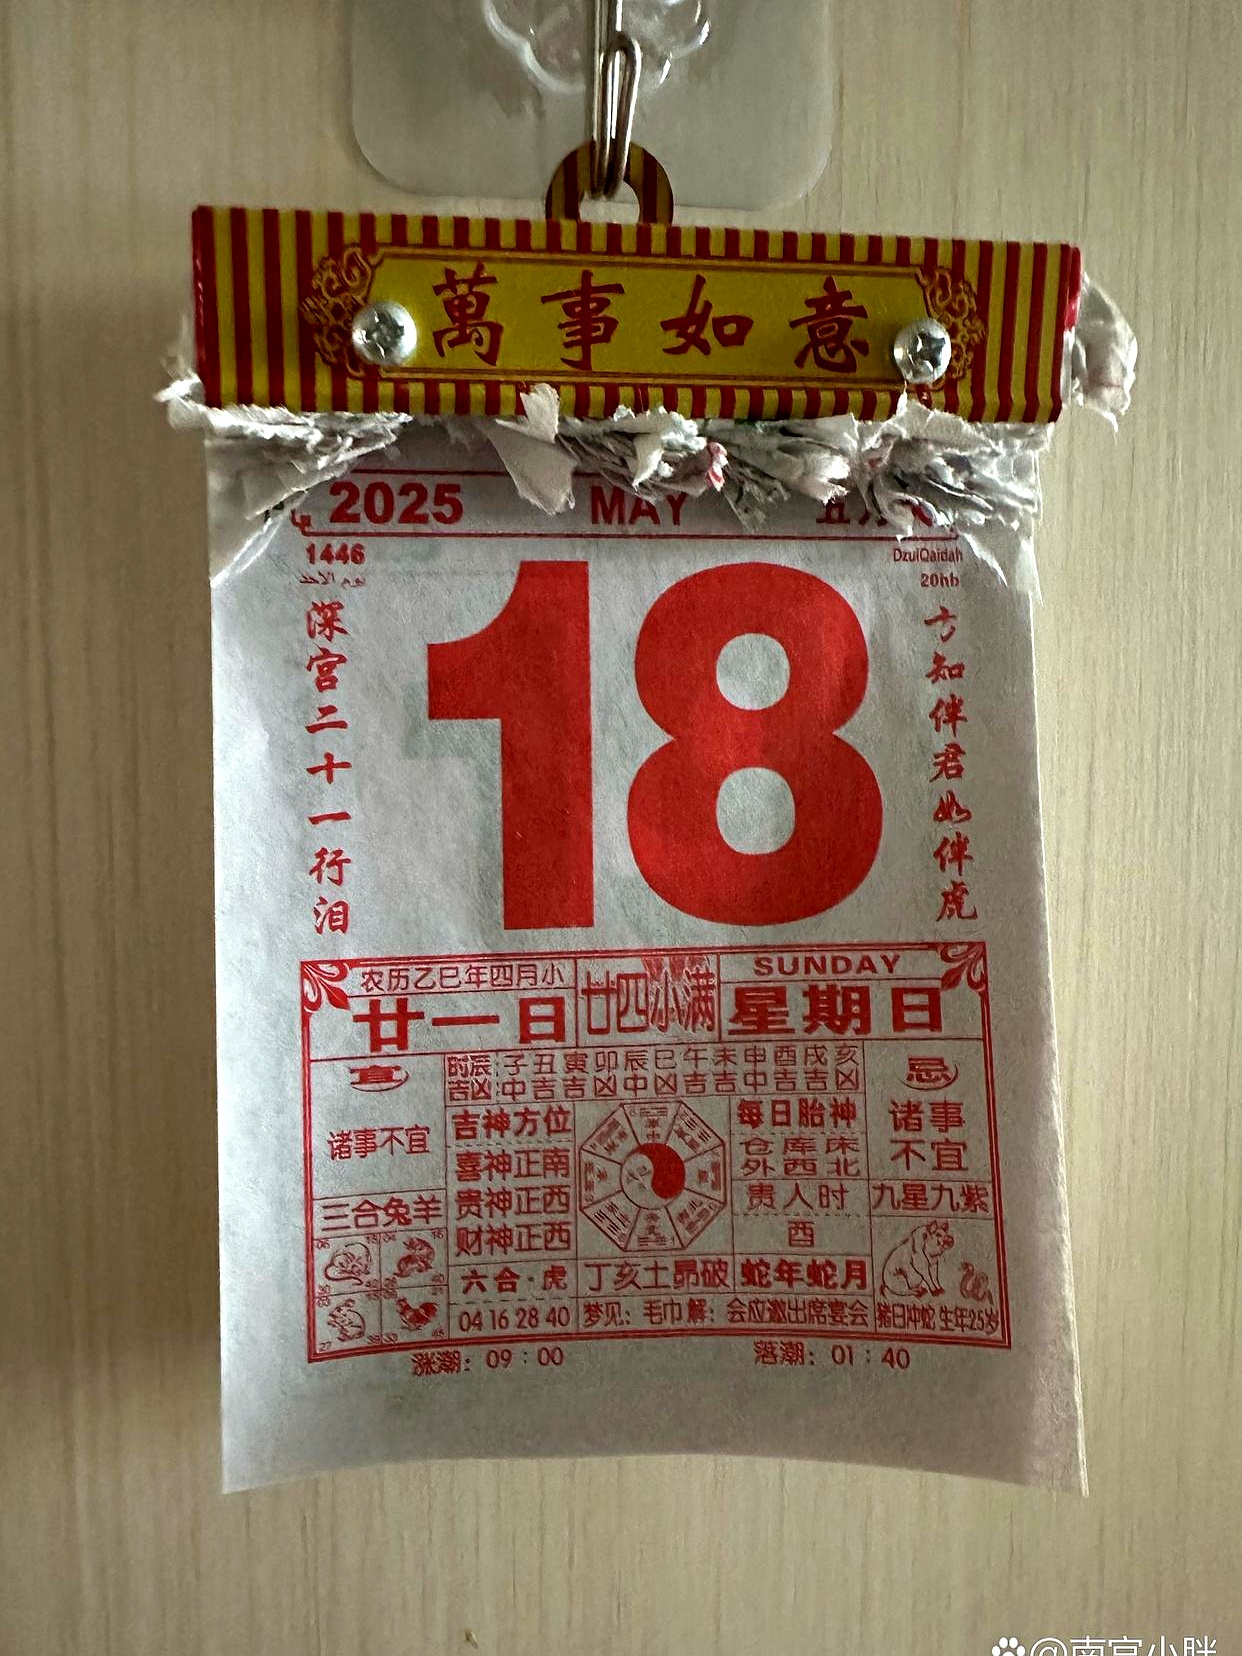 萬事如意
2025 MAY 五月大
1446 DzulQaidah
20hb
深宫二十一行泪
方知伴君如伴虎
18
农历乙巳年四月小
廿一日
廿四小满
SUNDAY
星期日
宜
诸事不宜
三合兔羊
时辰:子丑寅卯辰巳午未申酉戌亥
吉凶:中吉吉凶中凶吉吉中吉吉凶
忌
诸事
不宜
吉神方位
喜神正南
贵神正西
财神正西
六合·虎
04 16 28 40
每日胎神
仓库床
外西北
贵人时
酉
九星九紫
丁亥土昴破
蛇年蛇月
梦见:毛巾 解:会应邀出席宴会
猪日冲蛇 生年25岁
涨潮:09:00 落潮:01:40
@南宫小胖